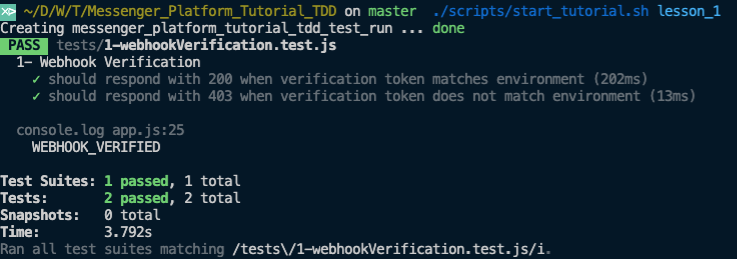 ~/D/W/T/Messenger_Platform_Tutorial_TDD on master ./scripts/start_tutorial.sh lesson_1
Creating messenger_platform_tutorial_tdd_test_run ... done
PASS tests/1-webhookVerification.test.js
1- Webhook Verification
✓ should respond with 200 when verification token matches environment (202ms)
✓ should respond with 403 when verification token does not match environment (13ms)
console.log app.js:25
WEBHOOK_VERIFIED
Test Suites: 1 passed, 1 total
Tests: 2 passed, 2 total
Snapshots: 0 total
Time: 3.792s
Ran all test suites matching /tests\/1-webhookVerification.test.js/i.